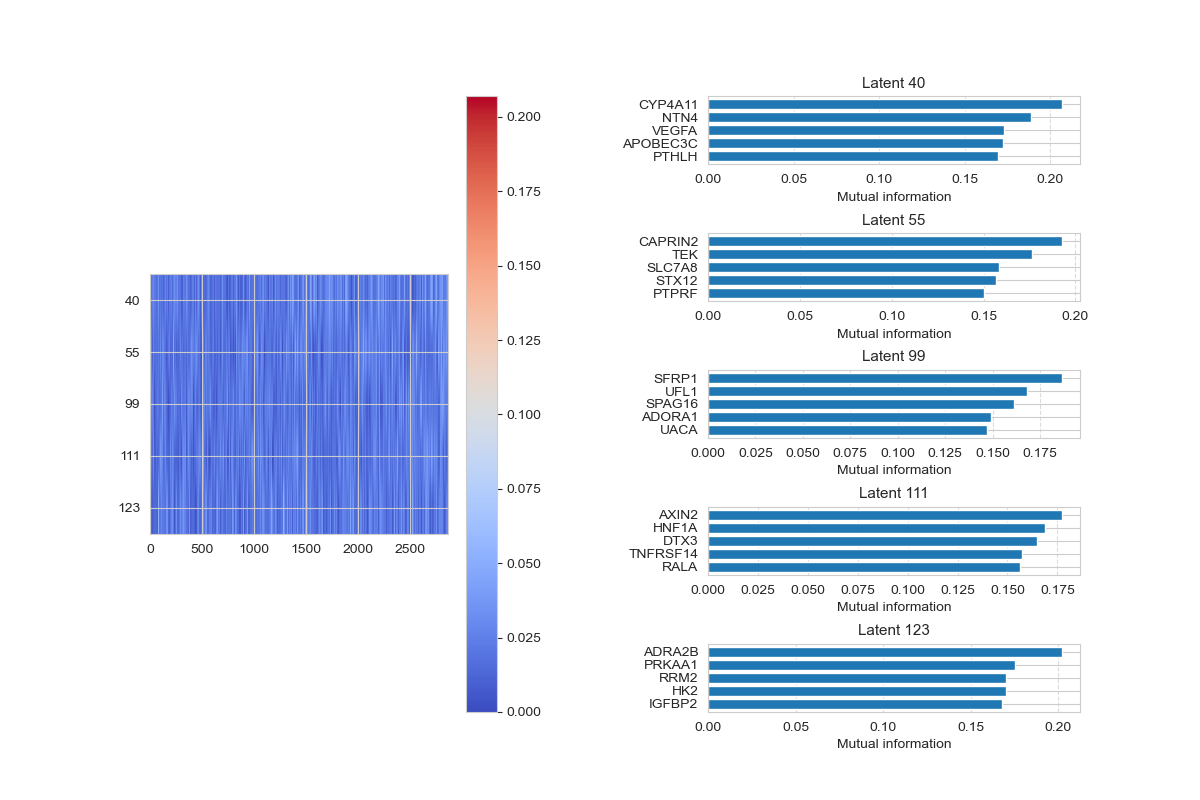 0.200
0.175
0.150
0.125
0.100
0.075
0.050
0.025
0.000
40
55
99
111
123
0 500 1000 1500 2000 2500
Latent 40
CYP4A11
NTN4
VEGFA
APOBEC3C
PTHLH
0.00 0.05 0.10 0.15 0.20
Mutual information
Latent 55
CAPRIN2
TEK
SLC7A8
STX12
PTPRF
0.00 0.05 0.10 0.15 0.20
Mutual information
Latent 99
SFRP1
UFL1
SPAG16
ADORA1
UACA
0.000 0.025 0.050 0.075 0.100 0.125 0.150 0.175
Mutual information
Latent 111
AXIN2
HNF1A
DTX3
TNFRSF14
RALA
0.000 0.025 0.050 0.075 0.100 0.125 0.150 0.175
Mutual information
Latent 123
ADRA2B
PRKAA1
RRM2
HK2
IGFBP2
0.00 0.05 0.10 0.15 0.20
Mutual information